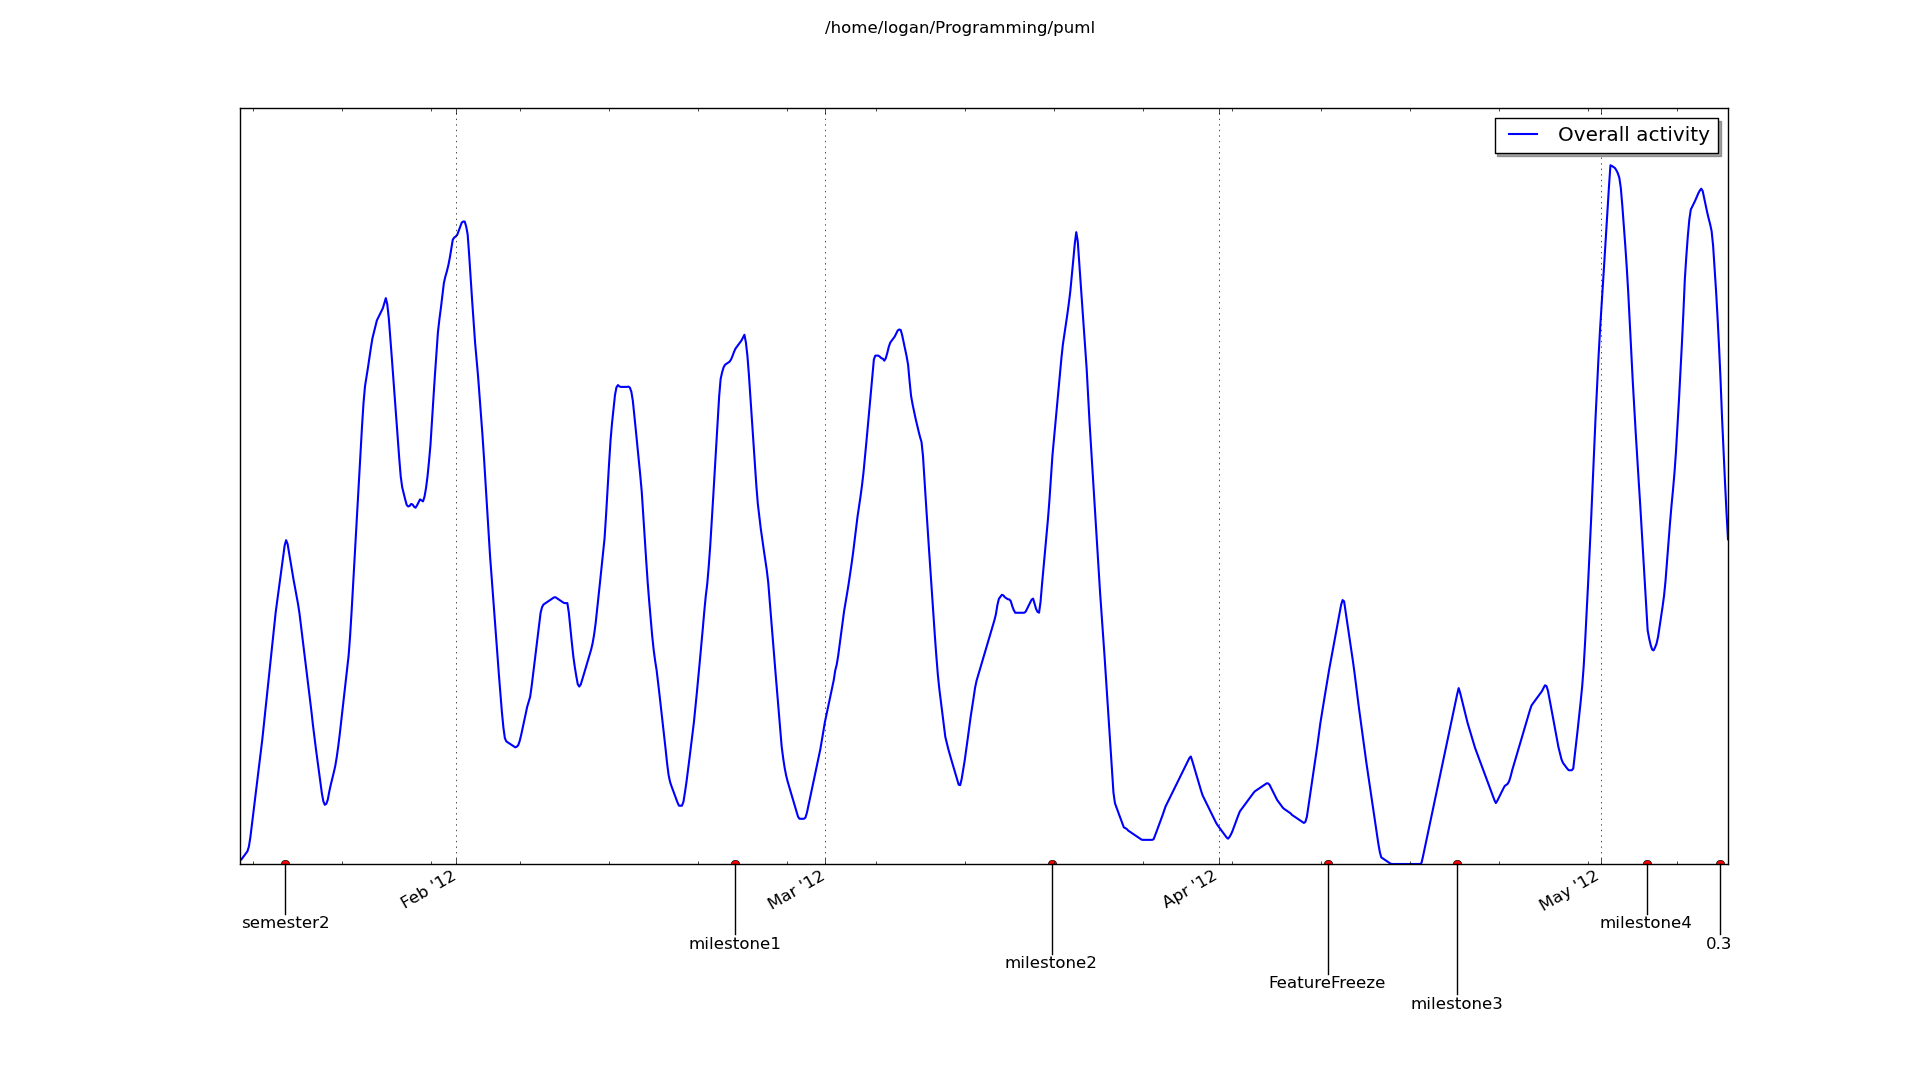 /home/logan/Programming/puml
Overall activity
Feb '12
Mar '12
Apr '12
May '12
semester2
milestone1
milestone2
FeatureFreeze
milestone3
milestone4
0.3